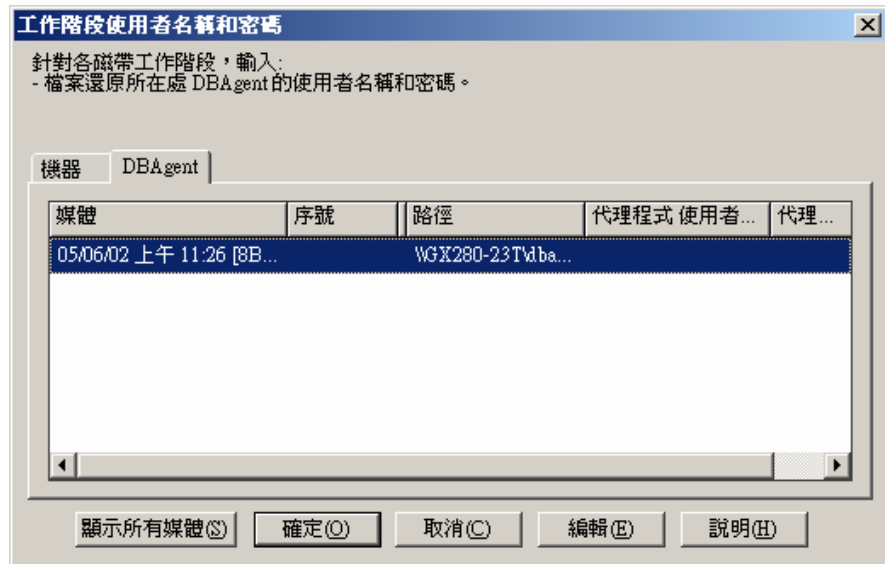 工作階段使用者名稱和密碼
針對各磁帶工作階段，輸入:
- 檔案還原所在處 DBAgent 的使用者名稱和密碼。
機器 DBAgent
媒體 序號 路徑 代理程式 使用者... 代理...
05/06/02 上午 11:26 [8B... \\GX280-23T\dba...
顯示所有媒體(S) 確定(O) 取消(C) 編輯(E) 說明(H)